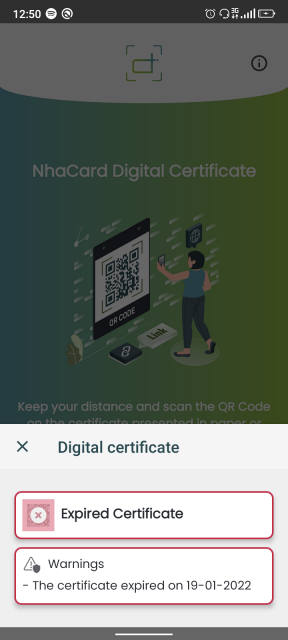 12:50
3G
NhaCard Digital Certificate
QR CODE
Link
Keep your distance and scan the QR Code
on the certificate presented in paper or
Digital certificate
Expired Certificate
Warnings
- The certificate expired on 19-01-2022